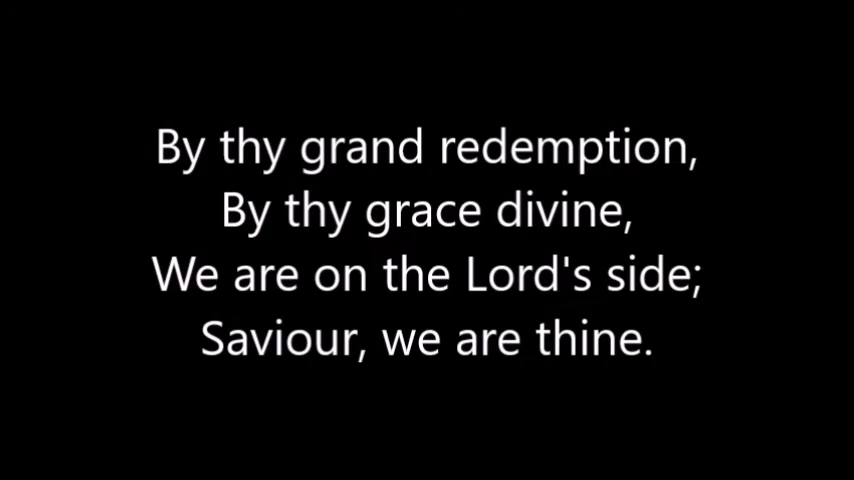 By thy grand redemption,
By thy grace divine,
We are on the Lord's side;
Saviour, we are thine.